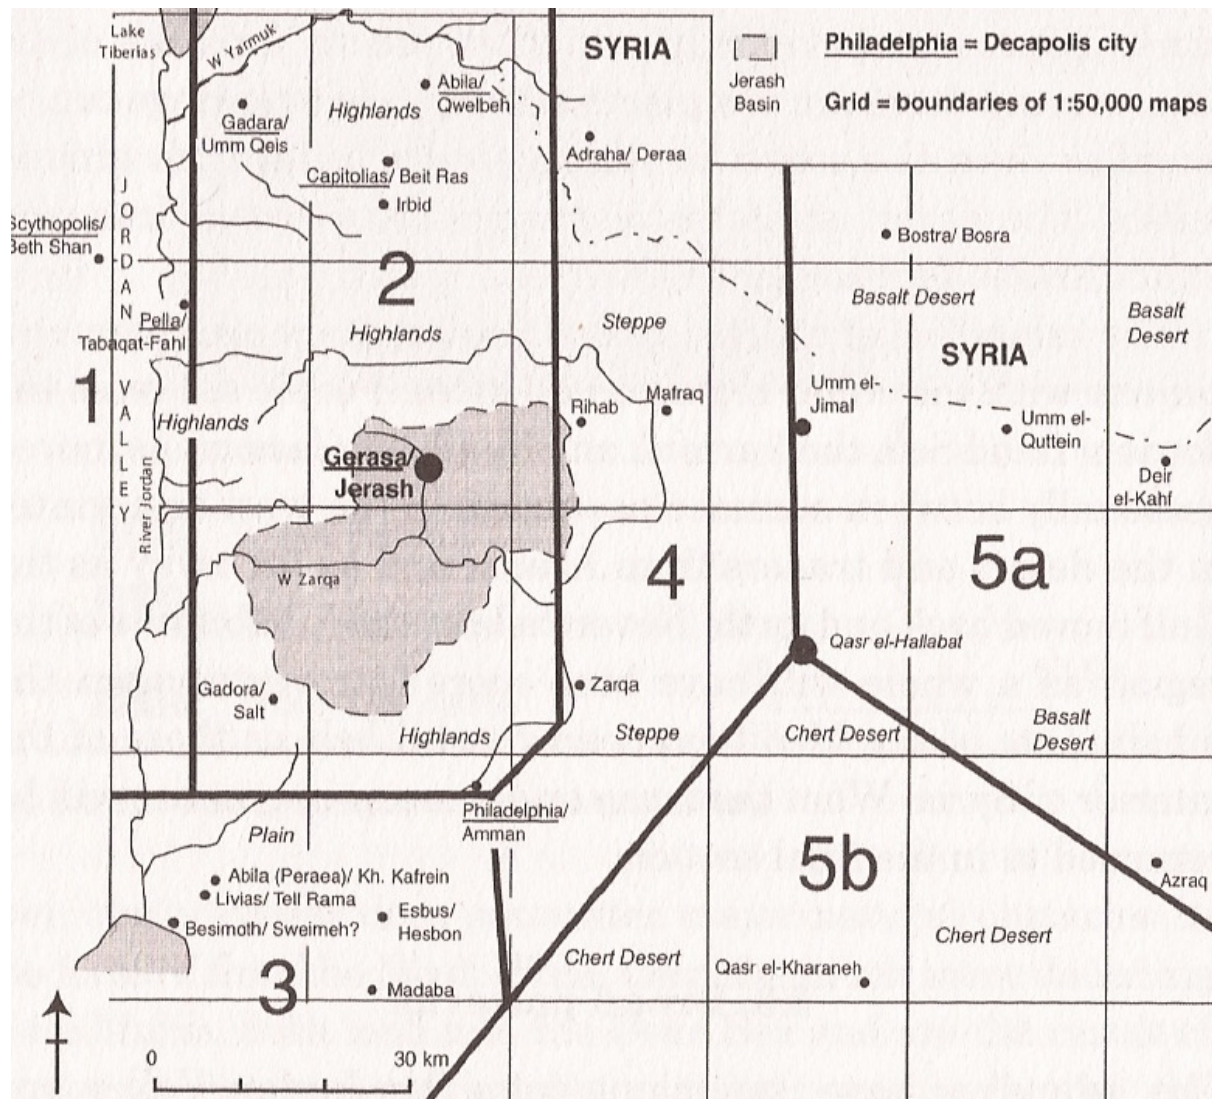 Lake
Tiberias
W Yarmuk
SYRIA
Jerash
Basin
Philadelphia = Decapolis city
Grid = boundaries of 1:50,000 maps
Abila/
Qwelbeh
Highlands
Gadara/
Umm Qeis
Adraha/ Deraa
Capitolias/ Beit Ras
Irbid
Scythopolis/
Beth Shan
JORDAN
VALLEY
2
Bostra/ Bosra
Basalt Desert
Basalt
Desert
Pella/
Tabaqat-Fahl
Highlands
Steppe
SYRIA
1
Highlands
Umm el-
Jimal
Mafraq
Rihab
Umm el-
Quttein
Gerasa/
Jerash
Deir
el-Kahf
River Jordan
4
5a
W Zarqa
Qasr el-Hallabat
Gadora/
Salt
Zarqa
Highlands
Steppe
Chert Desert
Basalt
Desert
Philadelphia/
Amman
Plain
5b
Azraq
Abila (Peraea)/ Kh. Kafrein
Livias/ Tell Rama
Besimoth/ Sweimeh?
Esbus/
Hesbon
Chert Desert
Chert Desert
Qasr el-Kharaneh
3
Madaba
0 30 km